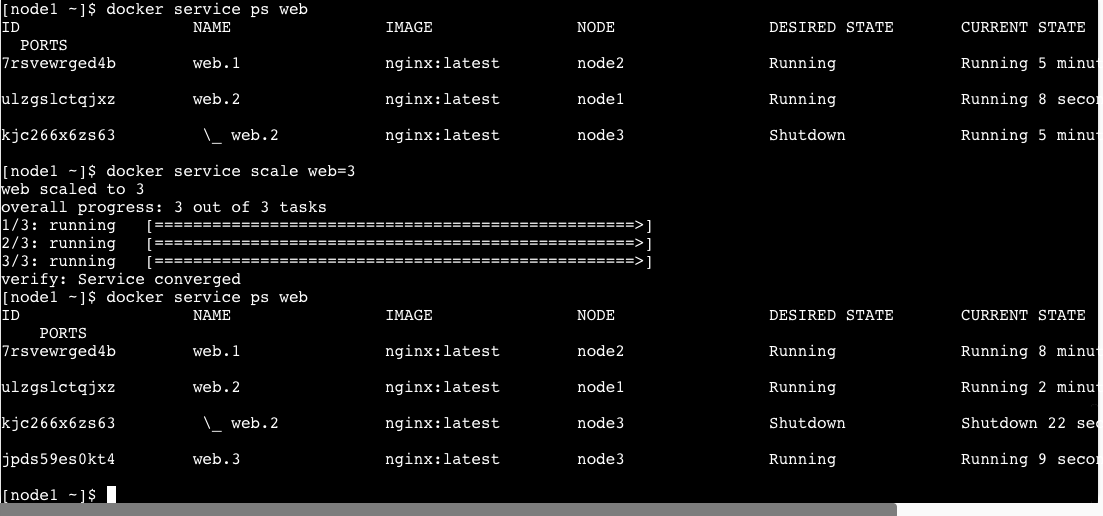 [node1 ~]$ docker service ps web
ID NAME IMAGE NODE DESIRED STATE CURRENT STATE
PORTS
7rsvewrged4b web.1 nginx:latest node2 Running Running 5 minu
ulzgslctqjxz web.2 nginx:latest node1 Running Running 8 seco
kjc266x6zs63 \_ web.2 nginx:latest node3 Shutdown Running 5 minu
[node1 ~]$ docker service scale web=3
web scaled to 3
overall progress: 3 out of 3 tasks
1/3: running [==================================================>]
2/3: running [==================================================>]
3/3: running [==================================================>]
verify: Service converged
[node1 ~]$ docker service ps web
ID NAME IMAGE NODE DESIRED STATE CURRENT STATE
PORTS
7rsvewrged4b web.1 nginx:latest node2 Running Running 8 minu
ulzgslctqjxz web.2 nginx:latest node1 Running Running 2 minu
kjc266x6zs63 \_ web.2 nginx:latest node3 Shutdown Shutdown 22 sec
jpds59es0kt4 web.3 nginx:latest node3 Running Running 9 seco
[node1 ~]$